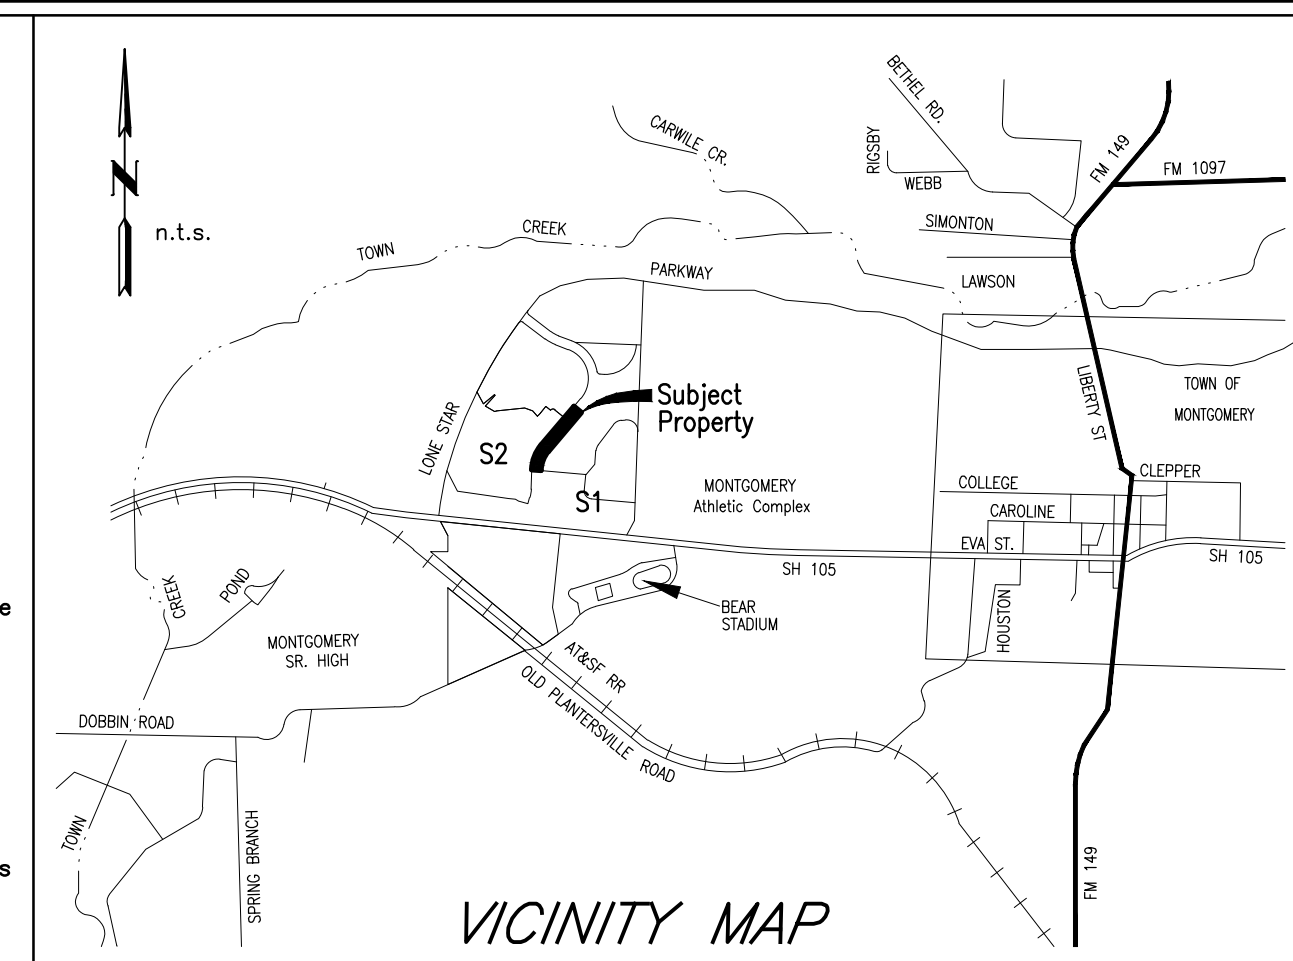 BETHEL RD.
CARWILE CR.
RIGSBY
FM 149
FM 1097
WEBB
N
n.t.s.
SIMONTON
CREEK
TOWN
PARKWAY
LAWSON
LIBERTY ST
TOWN OF
MONTGOMERY
Subject
Property
LONE STAR
S2
S1
MONTGOMERY
Athletic Complex
COLLEGE
CLEPPER
CAROLINE
EVA ST.
SH 105
SH 105
CREEK
POND
BEAR
STADIUM
HOUSTON
MONTGOMERY
SR. HIGH
AT&SF RR
OLD PLANTERSVILLE ROAD
DOBBIN ROAD
TOWN
SPRING BRANCH
FM 149
VICINITY MAP
e
s